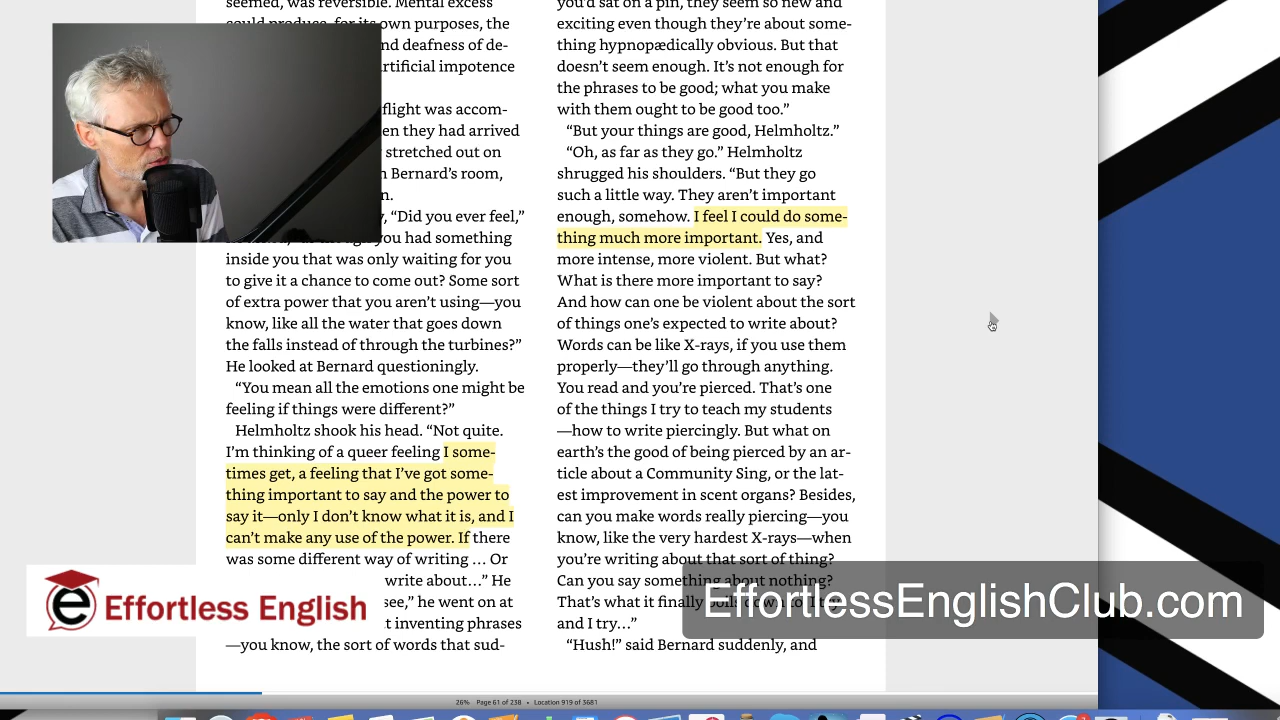 seemed, was reversible. Mental excess
could produce, for its own purposes, the
nd deafness of de-
rtificial impotence
flight was accom-
en they had arrived
stretched out on
Bernard's room,
n.
, “Did you ever feel,”
you had something
inside you that was only waiting for you
to give it a chance to come out? Some sort
of extra power that you aren't using—you
know, like all the water that goes down
the falls instead of through the turbines?”
He looked at Bernard questioningly.
“You mean all the emotions one might be
feeling if things were different?”
Helmholtz shook his head. “Not quite.
I'm thinking of a queer feeling I some-
times get, a feeling that I've got some-
thing important to say and the power to
say it—only I don't know what it is, and I
can't make any use of the power. If there
was some different way of writing … Or
write about…” He
see,” he went on at
t inventing phrases
—you know, the sort of words that sud-
you'd sat on a pin, they seem so new and
exciting even though they're about some-
thing hypnopædically obvious. But that
doesn't seem enough. It's not enough for
the phrases to be good; what you make
with them ought to be good too.”
“But your things are good, Helmholtz.”
“Oh, as far as they go.” Helmholtz
shrugged his shoulders. “But they go
such a little way. They aren't important
enough, somehow. I feel I could do some-
thing much more important. Yes, and
more intense, more violent. But what?
What is there more important to say?
And how can one be violent about the sort
of things one's expected to write about?
Words can be like X-rays, if you use them
properly—they'll go through anything.
You read and you're pierced. That's one
of the things I try to teach my students
—how to write piercingly. But what on
earth's the good of being pierced by an ar-
ticle about a Community Sing, or the lat-
est improvement in scent organs? Besides,
can you make words really piercing—you
know, like the very hardest X-rays—when
you're writing about that sort of thing?
Can you say something about nothing?
That's what it finally boils down to. I try
and I try…”
“Hush!” said Bernard suddenly, and
e Effortless English
EffortlessEnglishClub.com
26% Page 61 of 238 • Location 919 of 3681